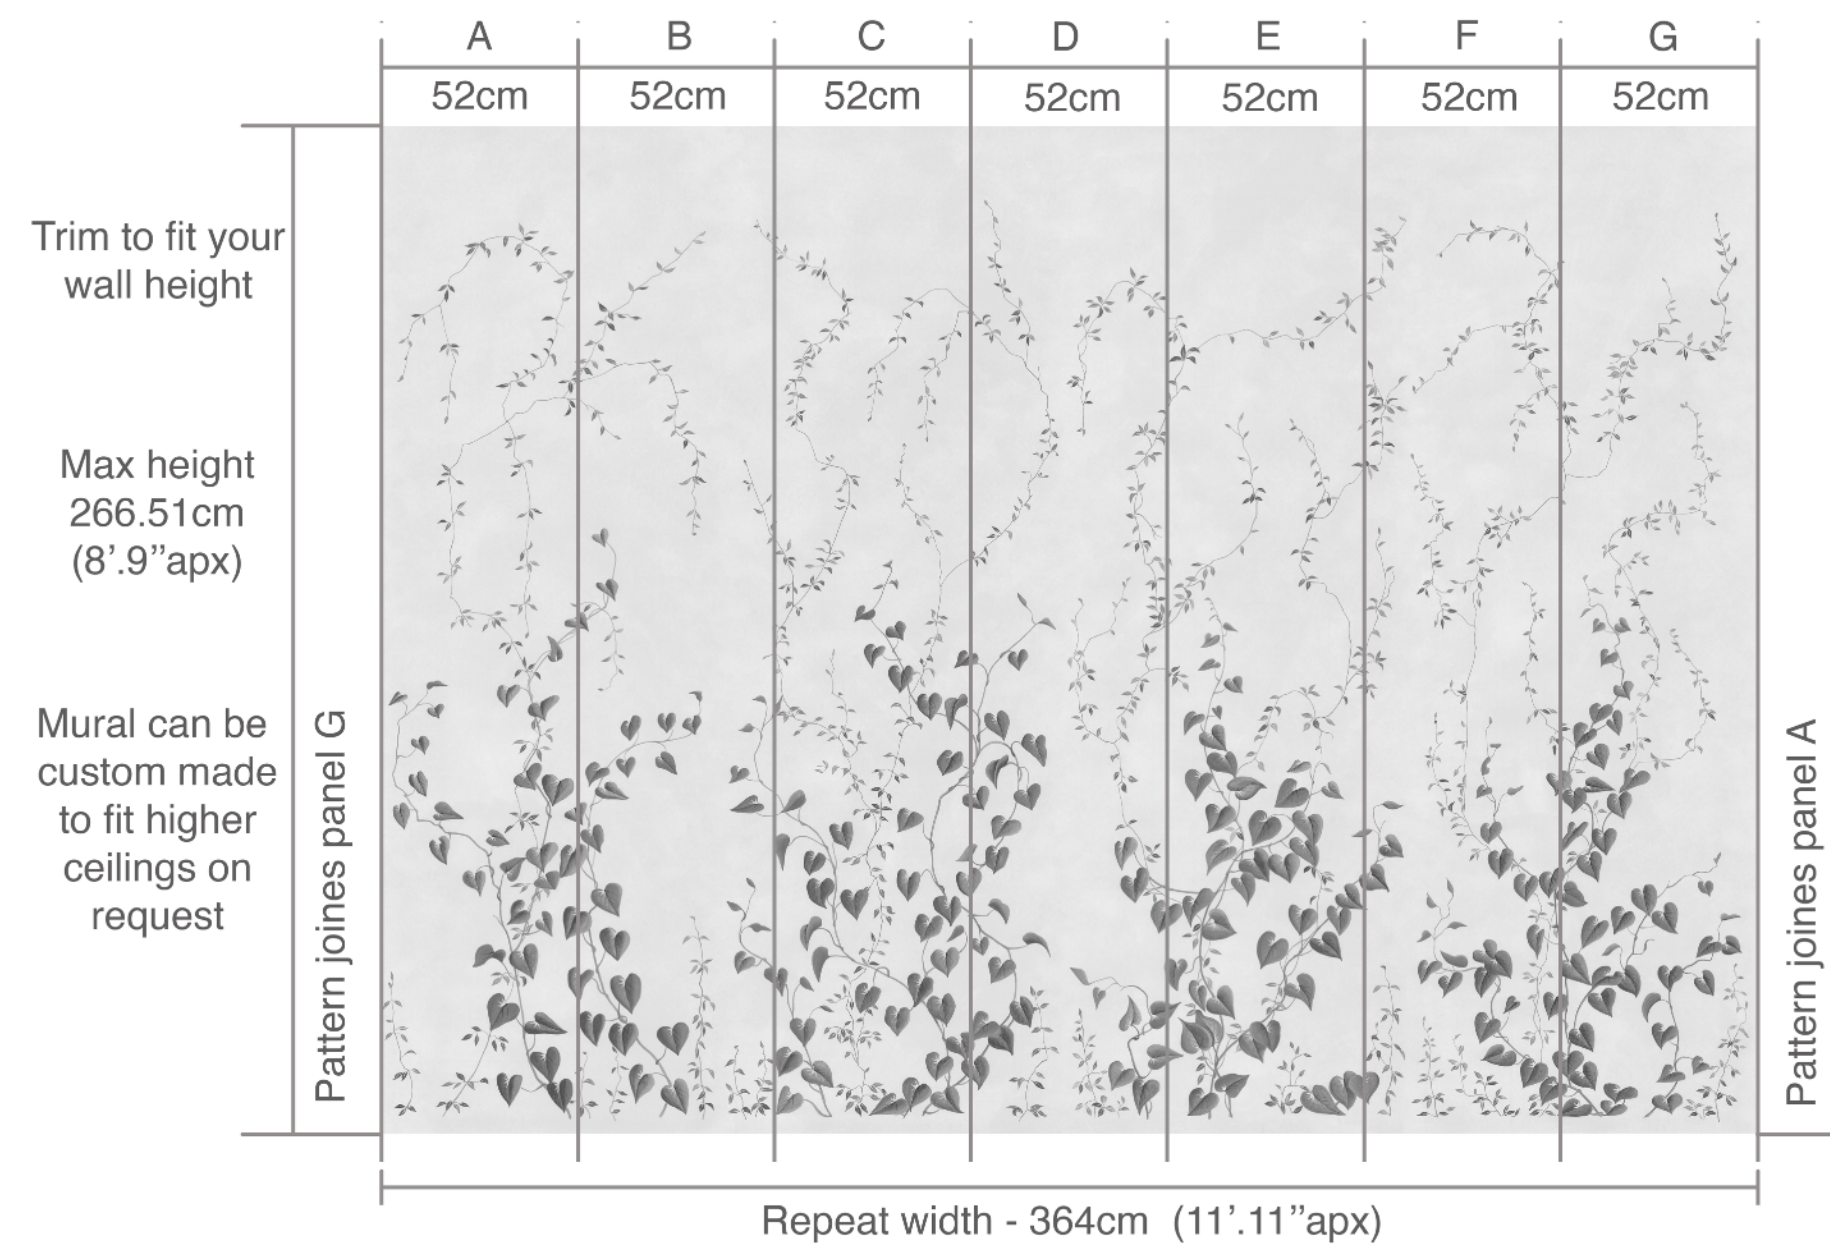 A B C D E F G
52cm 52cm 52cm 52cm 52cm 52cm 52cm
Trim to fit your
wall height
Max height
266.51cm
(8’.9”apx)
Mural can be
custom made
to fit higher
ceilings on
request
Pattern joines panel G
Pattern joines panel A
Repeat width - 364cm (11’.11”apx)